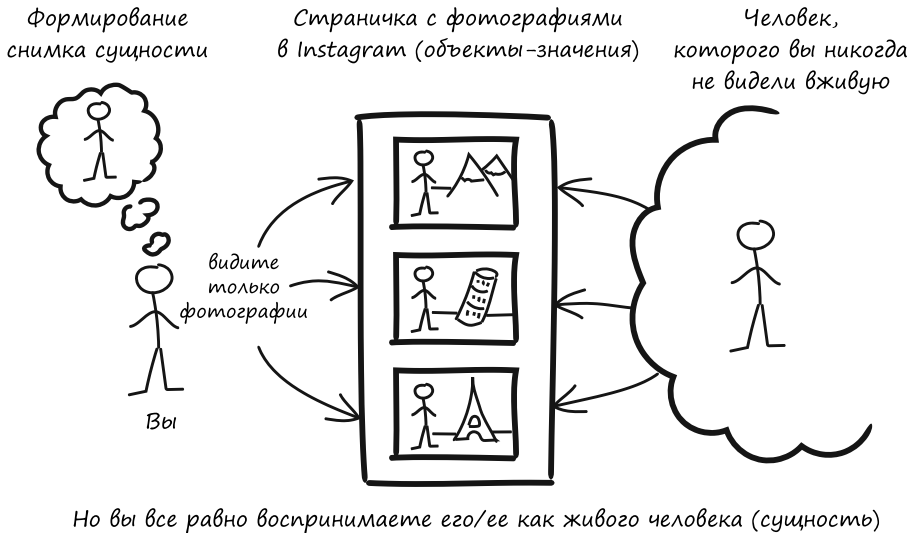 Формирование
снимка сущности
Страничка с фотографиями
в Instagram (объекты-значения)
Человек,
которого вы никогда
не видели вживую
видите
только
фотографии
Вы
Но вы все равно воспринимаете его/ее как живого человека (сущность)